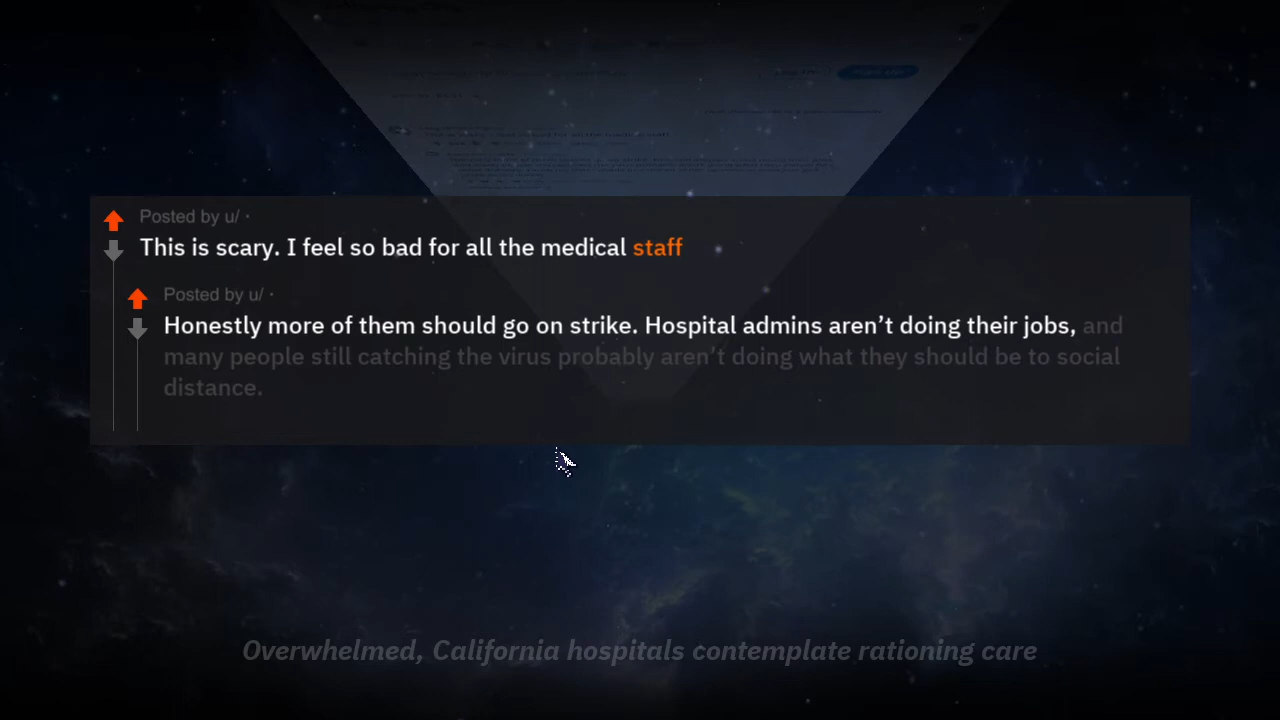 Posted by u/ ·
This is scary. I feel so bad for all the medical staff
Posted by u/ ·
Honestly more of them should go on strike. Hospital admins aren’t doing their jobs, and
many people still catching the virus probably aren’t doing what they should be to social
distance.
Overwhelmed, California hospitals contemplate rationing care